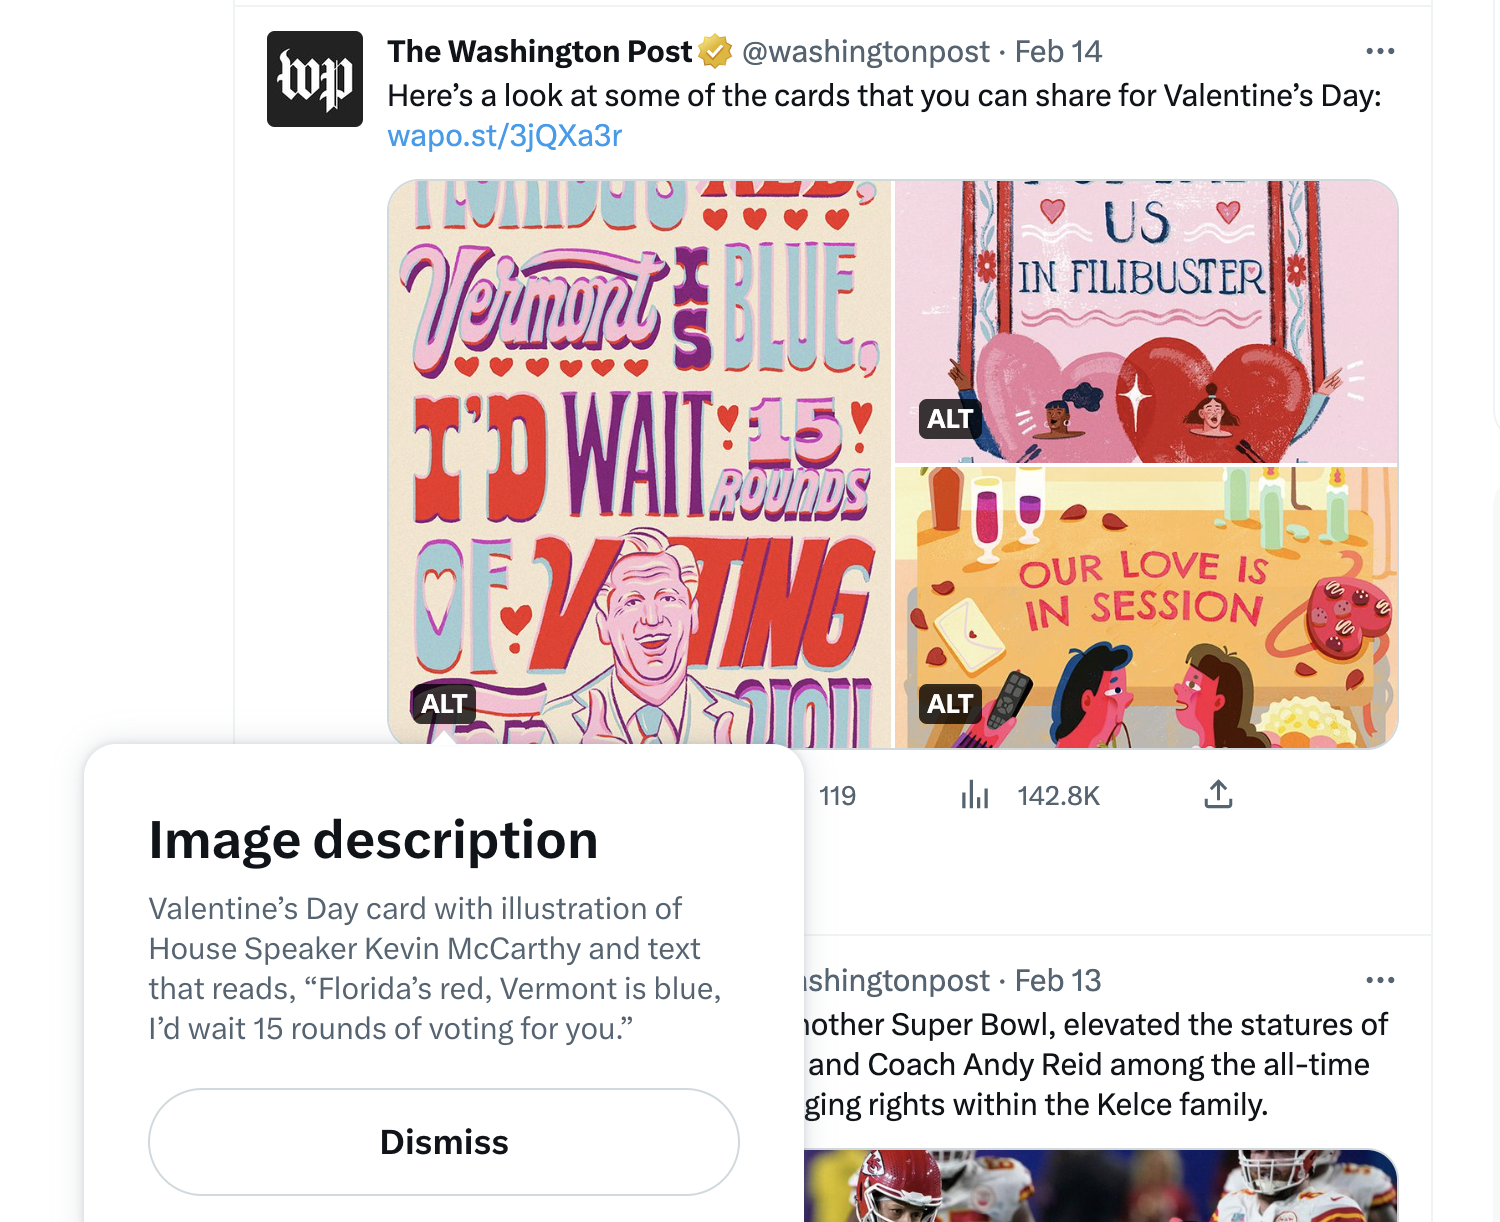 wp
The Washington Post @washingtonpost · Feb 14
Here’s a look at some of the cards that you can share for Valentine’s Day:
wapo.st/3jQXa3r
FLORIDA'S RED,
Vermont IS BLUE,
I'D WAIT 15
ROUNDS
OF VOTING
YOU
ALT
US
IN FILIBUSTER
ALT
OUR LOVE IS
IN SESSION
ALT
119 142.8K
Image description
Valentine’s Day card with illustration of
House Speaker Kevin McCarthy and text
that reads, “Florida’s red, Vermont is blue,
I’d wait 15 rounds of voting for you.”
Dismiss
washingtonpost · Feb 13
nother Super Bowl, elevated the statures of
and Coach Andy Reid among the all-time
ging rights within the Kelce family.